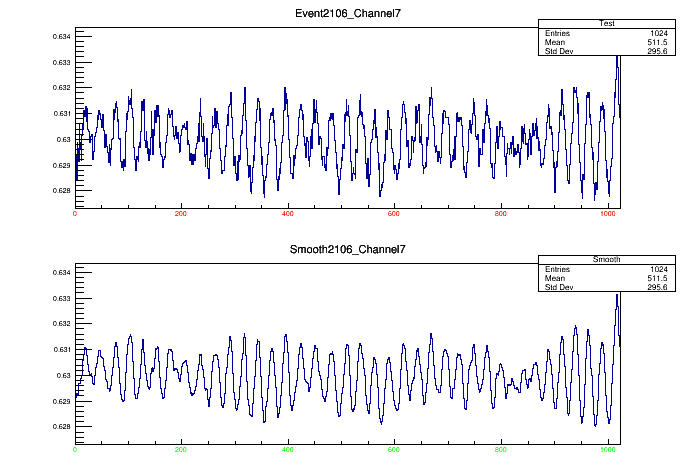 Event2106_Channel7
Test
Entries 1024
Mean 511.5
Std Dev 295.6
0.634
0.633
0.632
0.631
0.63
0.629
0.628
0 200 400 600 800 1000
Smooth2106_Channel7
Smooth
Entries 1024
Mean 511.5
Std Dev 295.6
0.634
0.633
0.632
0.631
0.63
0.629
0.628
0 200 400 600 800 1000